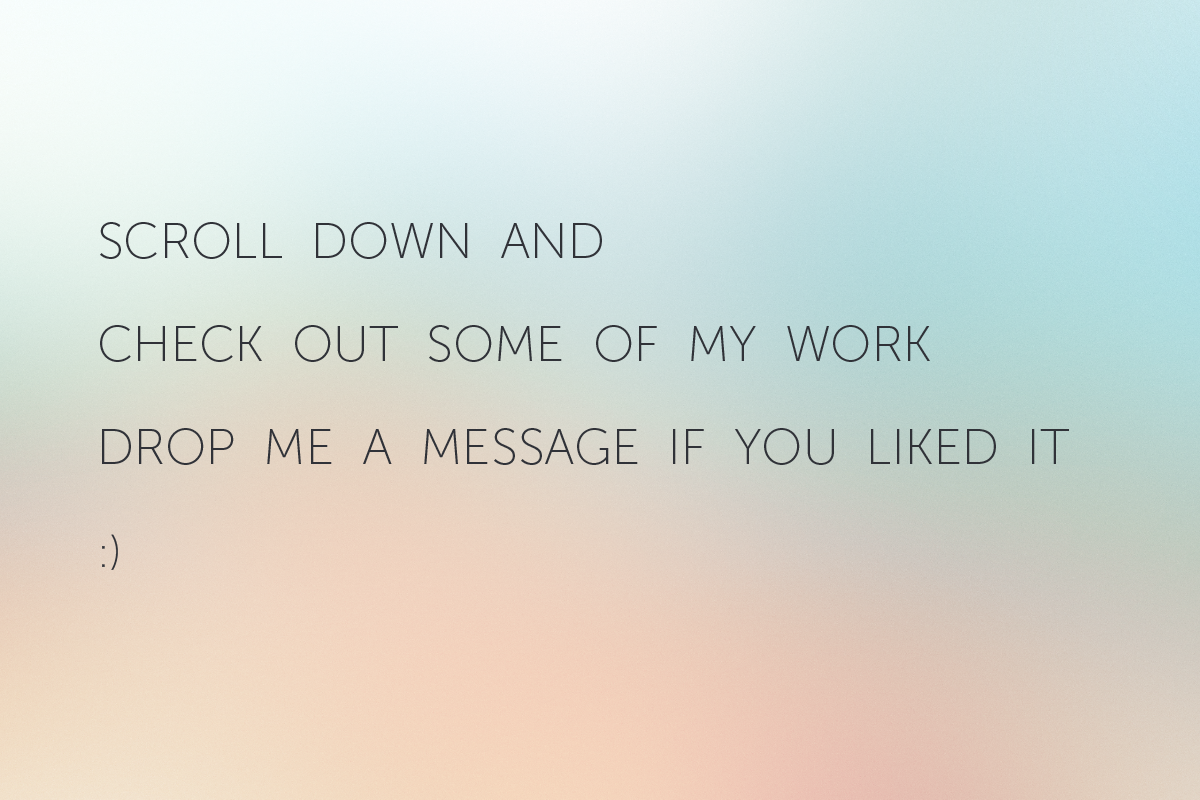 SCROLL DOWN AND
CHECK OUT SOME OF MY WORK
DROP ME A MESSAGE IF YOU LIKED IT
:)